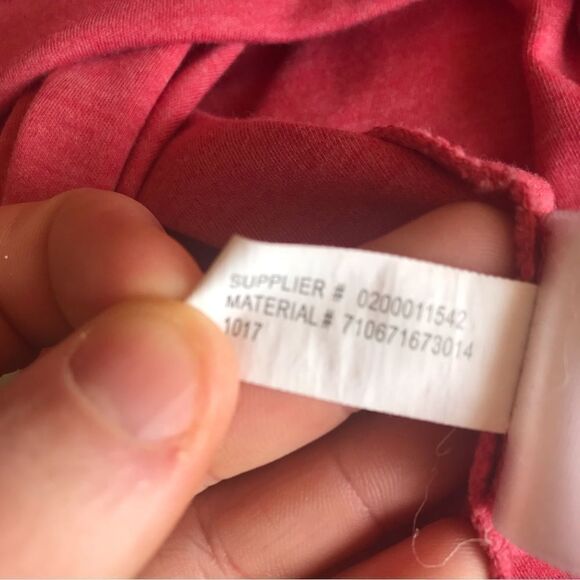 SUPPLIER # 0200011542
MATERIAL # 710671673014
1017